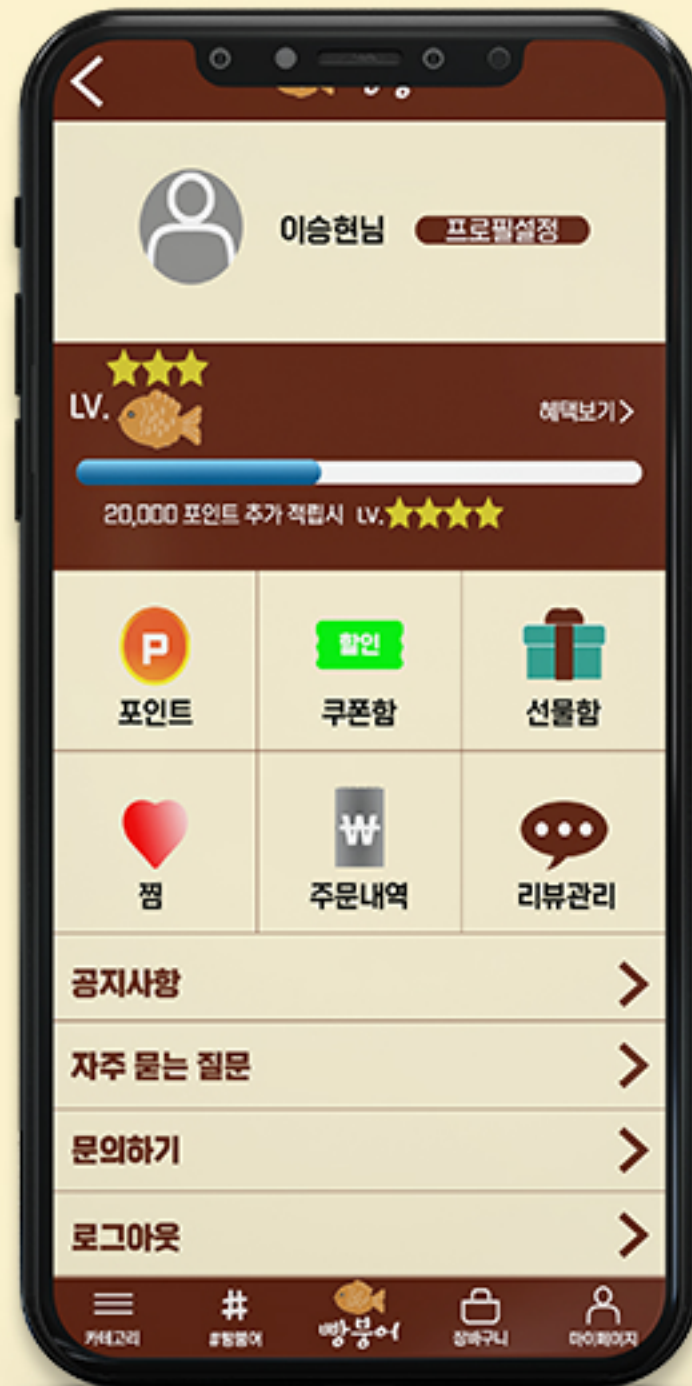 이승현님 프로필설정
LV.
혜택보기
20,000 포인트 추가 적립시 LV.
P
할인
포인트
쿠폰함
선물함
₩
찜
주문내역
리뷰관리
공지사항
자주 묻는 질문
문의하기
로그아웃
#
카테고리
빵붕어
장바구니
마이페이지